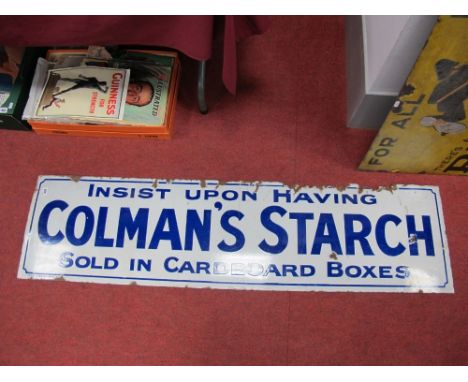 INSIST UPON HAVING
COLMAN'S STARCH
SOLD IN CARDBOARD BOXES
GUINNESS
FOR
STRENGTH
ILLUSTRATED
FOR ALL